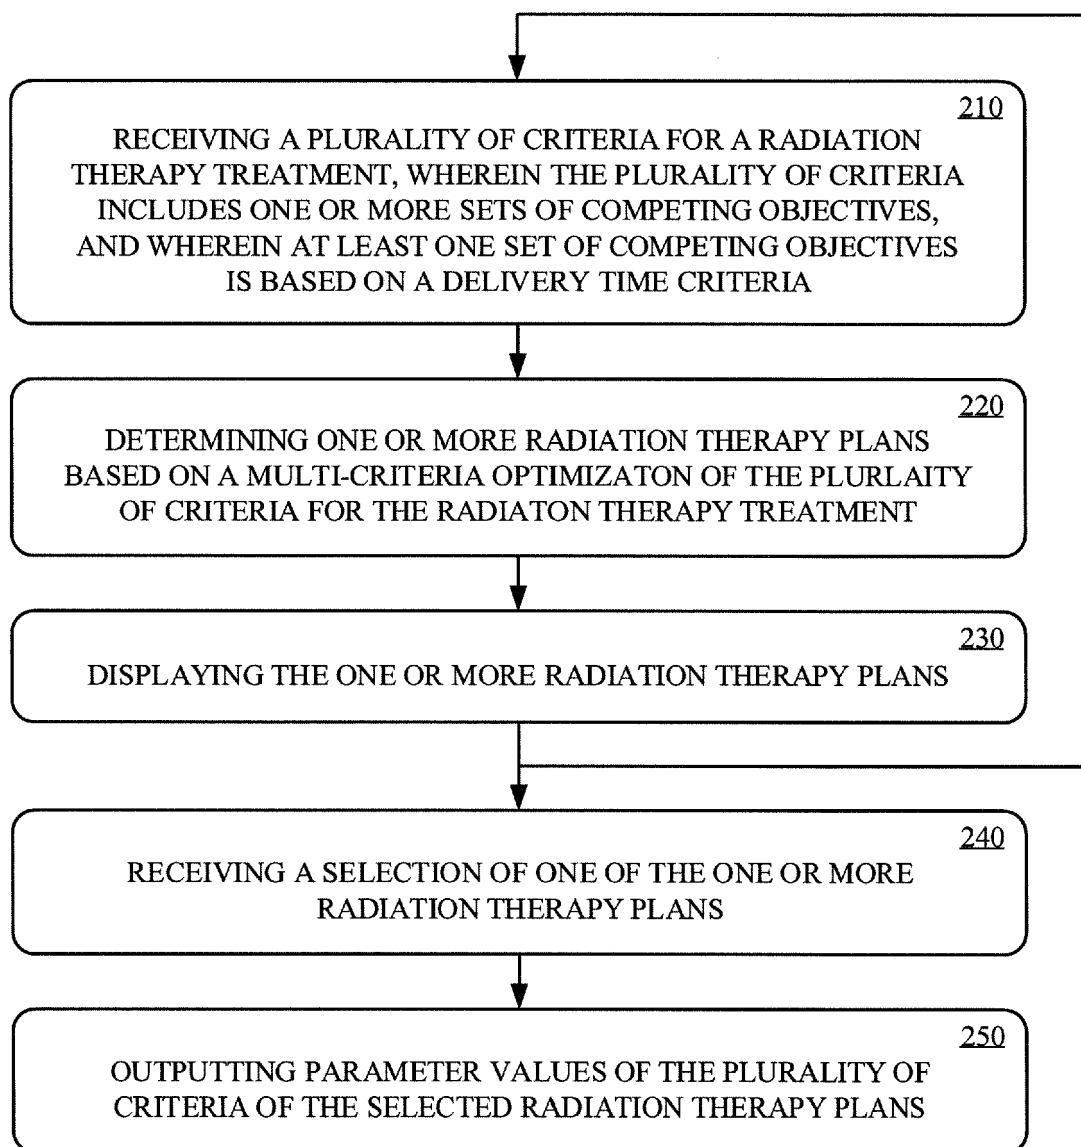 210
RECEIVING A PLURALITY OF CRITERIA FOR A RADIATION
THERAPY TREATMENT, WHEREIN THE PLURALITY OF CRITERIA
INCLUDES ONE OR MORE SETS OF COMPETING OBJECTIVES,
AND WHEREIN AT LEAST ONE SET OF COMPETING OBJECTIVES
IS BASED ON A DELIVERY TIME CRITERIA
220
DETERMINING ONE OR MORE RADIATION THERAPY PLANS
BASED ON A MULTI-CRITERIA OPTIMIZATON OF THE PLURLAITY
OF CRITERIA FOR THE RADIATON THERAPY TREATMENT
230
DISPLAYING THE ONE OR MORE RADIATION THERAPY PLANS
240
RECEIVING A SELECTION OF ONE OF THE ONE OR MORE
RADIATION THERAPY PLANS
250
OUTPUTTING PARAMETER VALUES OF THE PLURALITY OF
CRITERIA OF THE SELECTED RADIATION THERAPY PLANS